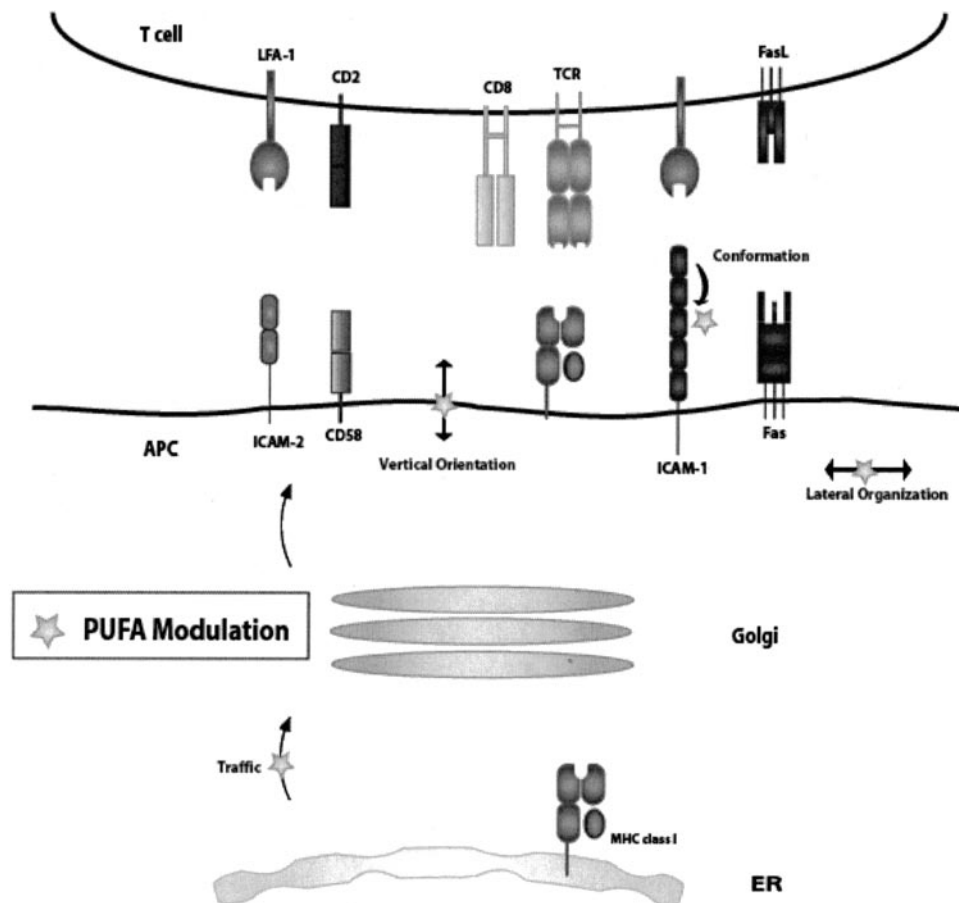 T cell
LFA-1
CD2
CD8
TCR
FasL
Conformation
APC
ICAM-2
CD58
Vertical Orientation
ICAM-1
Fas
Lateral Organization
PUFA Modulation
Golgi
Traffic
MHC class I
ER